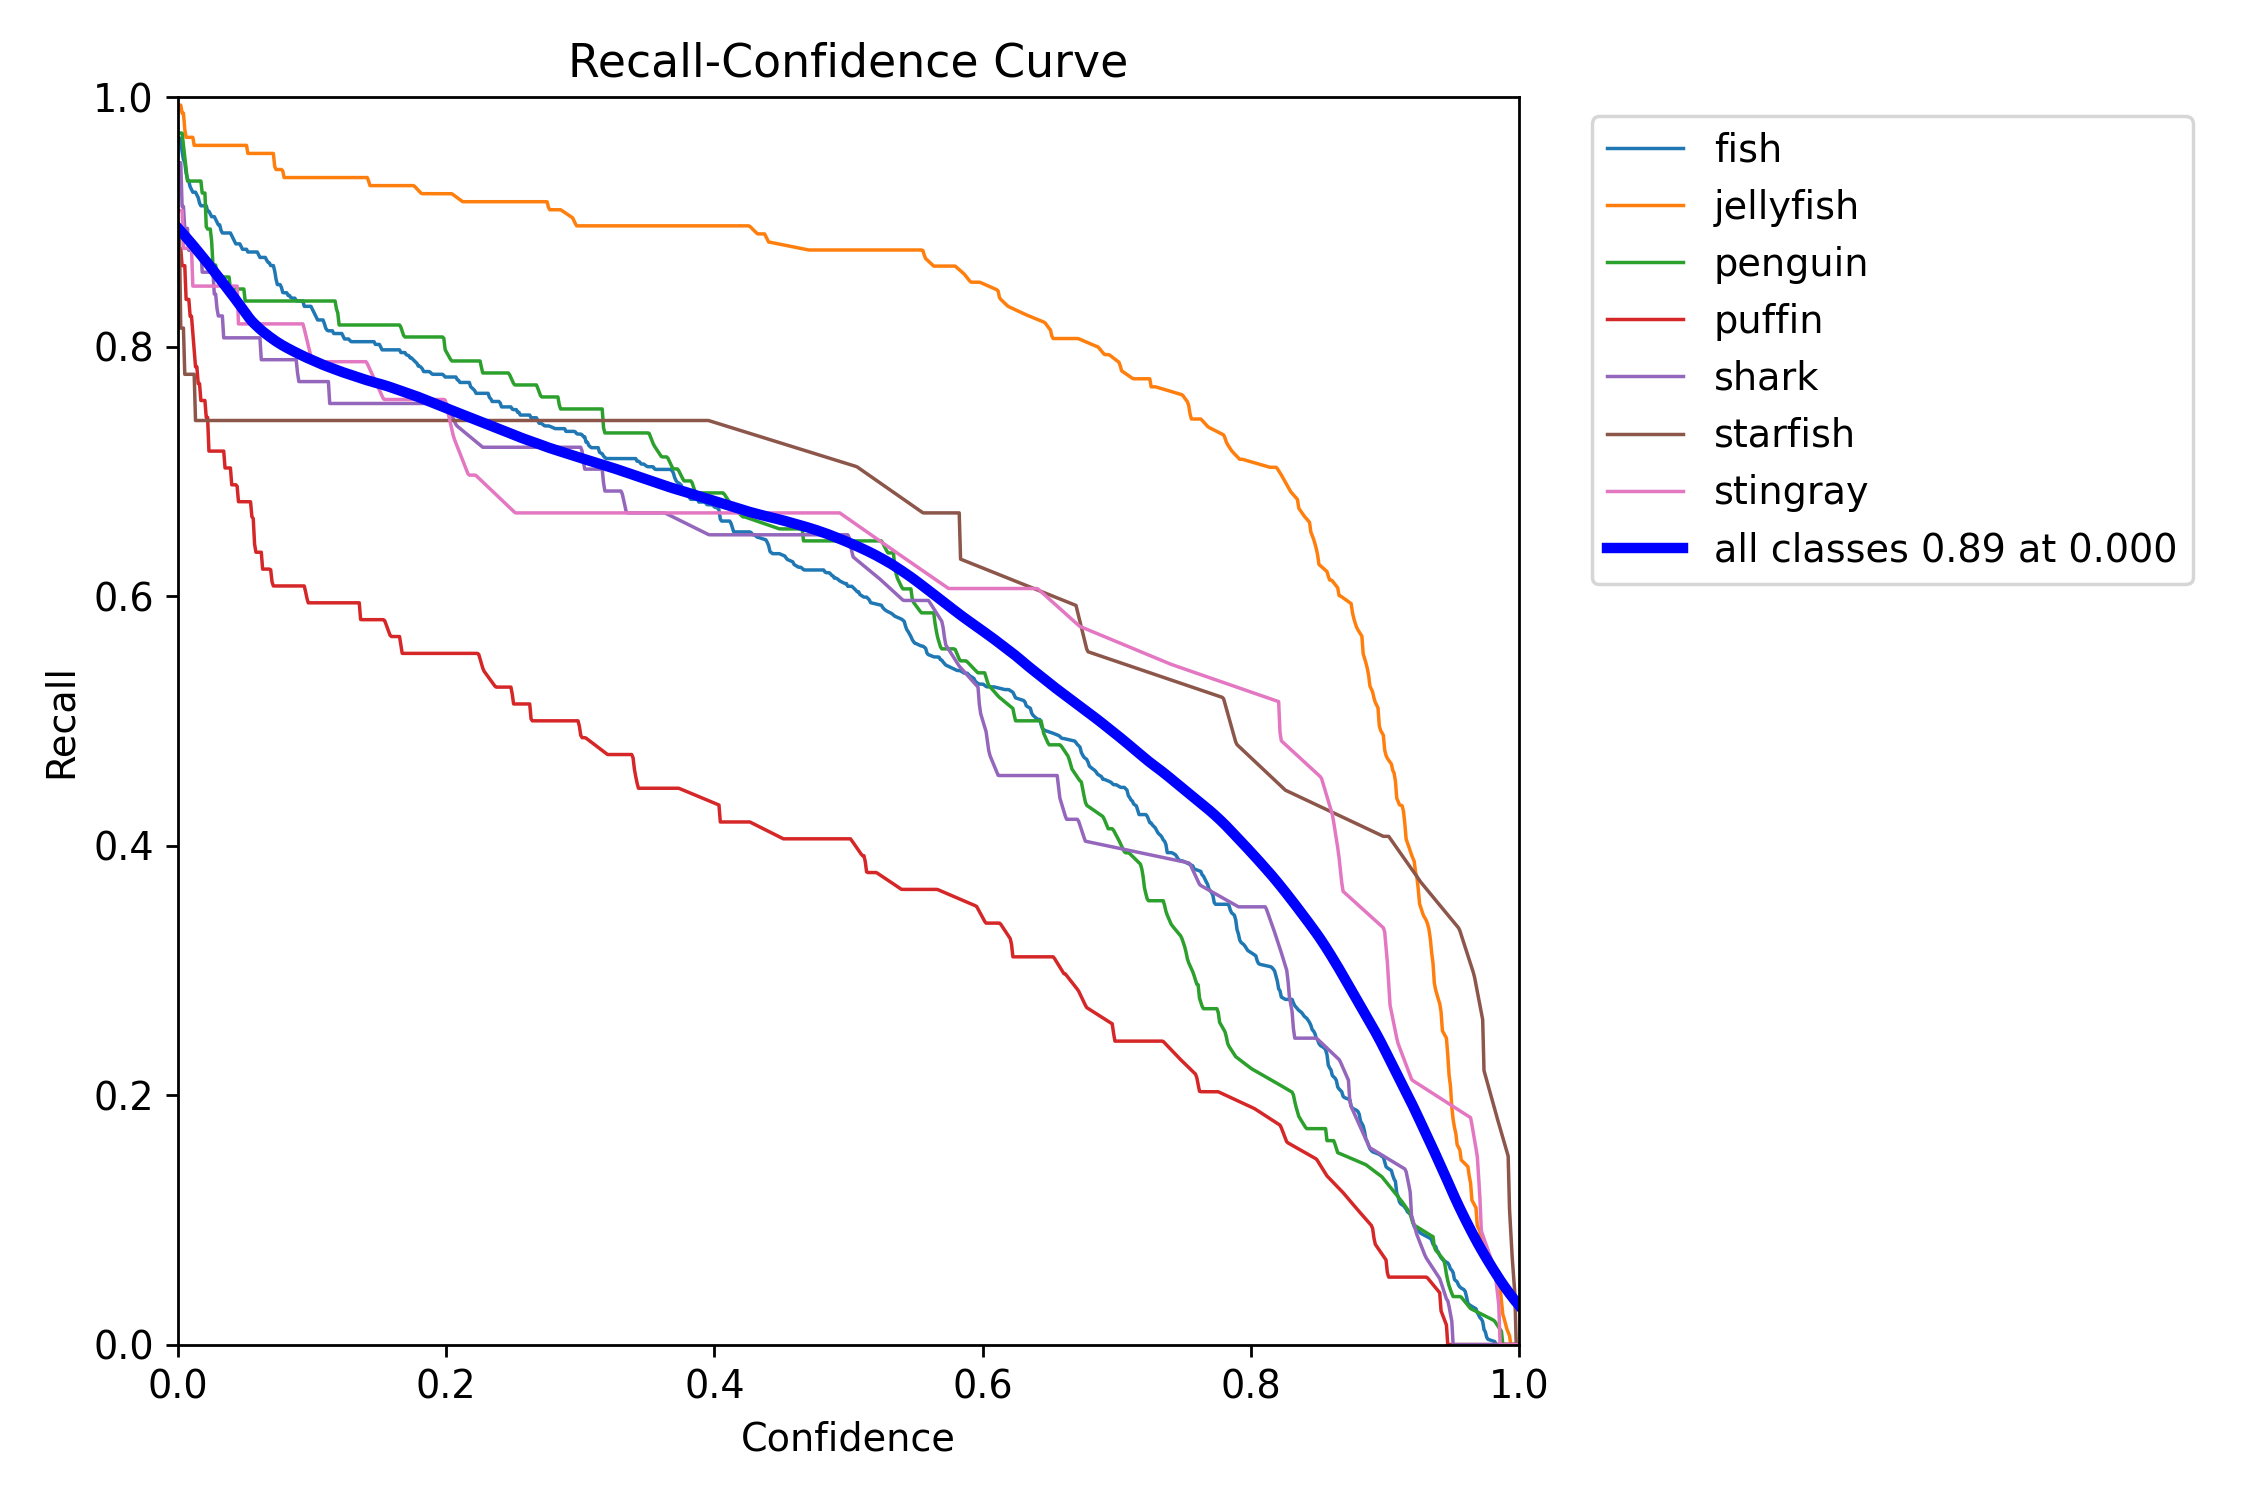 Recall-Confidence Curve
1.0
0.8
0.6
0.4
0.2
0.0
Recall
0.0 0.2 0.4 0.6 0.8 1.0
Confidence
fish
jellyfish
penguin
puffin
shark
starfish
stingray
all classes 0.89 at 0.000